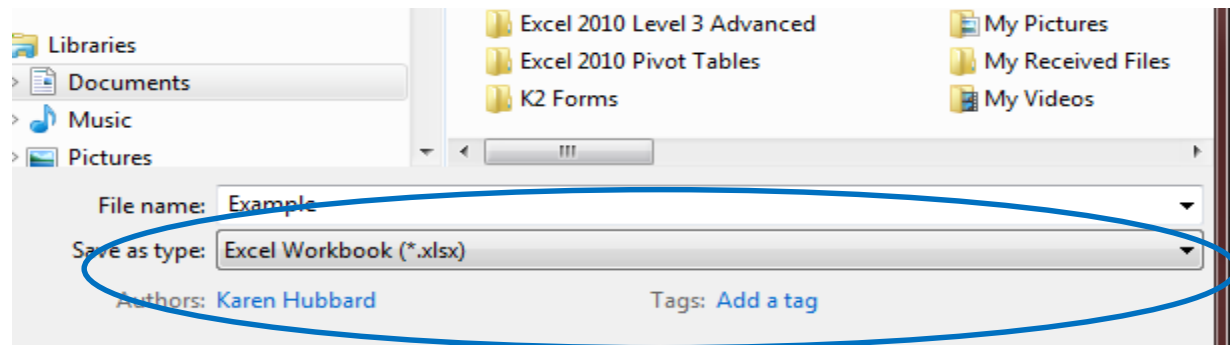 Libraries
Documents
Music
Pictures
Excel 2010 Level 3 Advanced
Excel 2010 Pivot Tables
K2 Forms
My Pictures
My Received Files
My Videos
File name: Example
Save as type: Excel Workbook (*.xlsx)
Authors: Karen Hubbard Tags: Add a tag